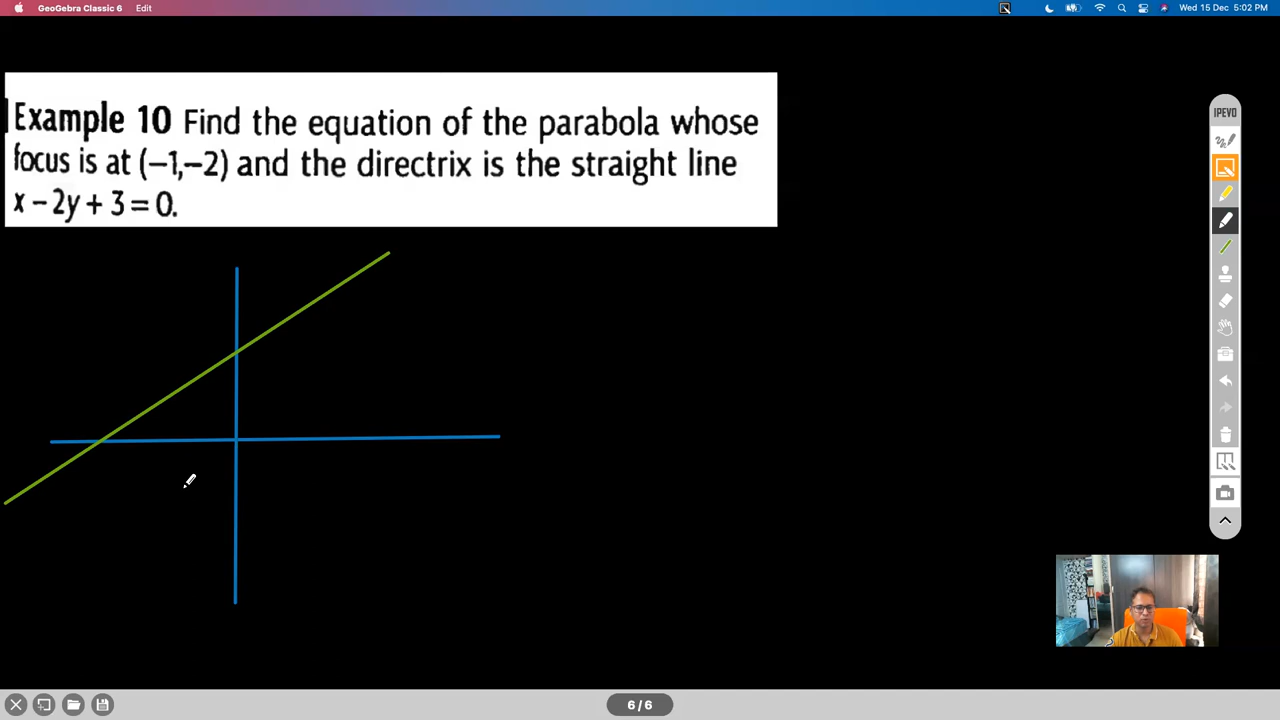 GeoGebra Classic 6 Edit Wed 15 Dec 5:02 PM
Example 10 Find the equation of the parabola whose
focus is at (–1,–2) and the directrix is the straight line
x – 2y + 3 = 0.
IPEVO
6 / 6